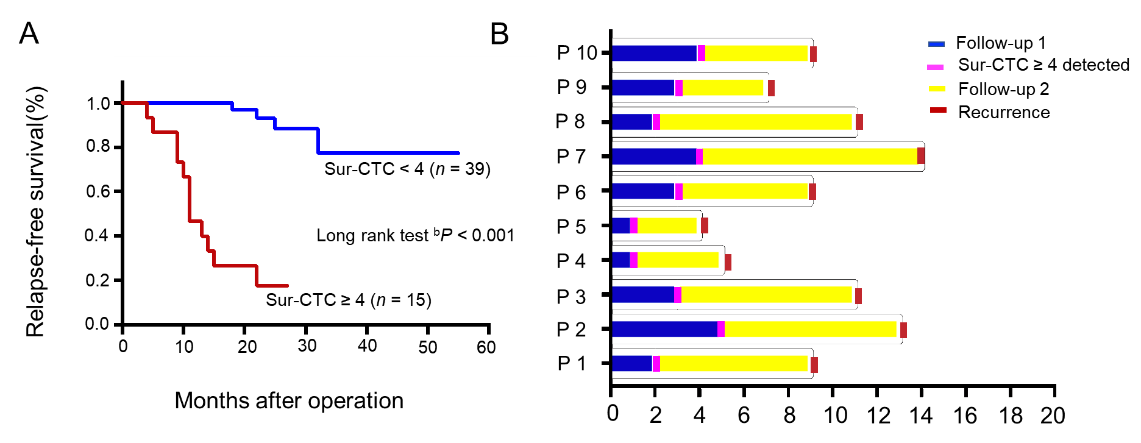 A
B
Relapse-free survival(%)
1.0
0.8
0.6
0.4
0.2
0.0
0 10 20 30 40 50 60
Sur-CTC < 4 (n = 39)
Long rank test ᵇP < 0.001
Sur-CTC ≥ 4 (n = 15)
Months after operation
P 10
P 9
P 8
P 7
P 6
P 5
P 4
P 3
P 2
P 1
0 2 4 6 8 10 12 14 16 18 20
Follow-up 1
Sur-CTC ≥ 4 detected
Follow-up 2
Recurrence